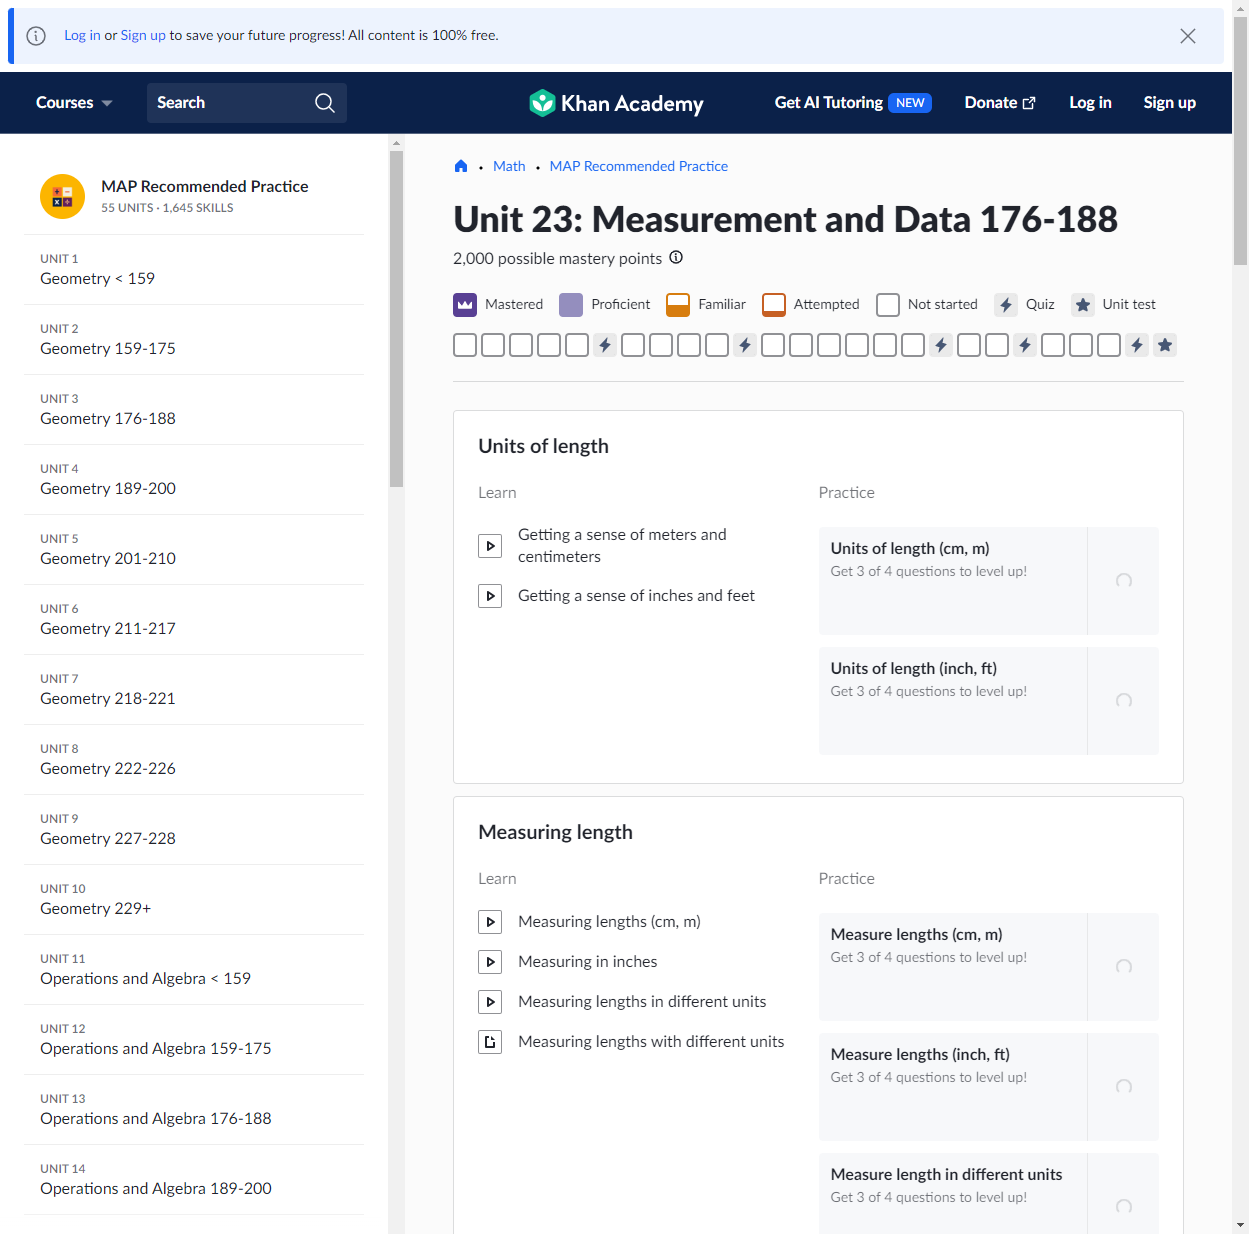 Log in or Sign up to save your future progress! All content is 100% free.
Courses
Search
Khan Academy
Get AI Tutoring NEW
Donate
Log in
Sign up
MAP Recommended Practice
55 UNITS · 1,645 SKILLS
UNIT 1
Geometry < 159
UNIT 2
Geometry 159-175
UNIT 3
Geometry 176-188
UNIT 4
Geometry 189-200
UNIT 5
Geometry 201-210
UNIT 6
Geometry 211-217
UNIT 7
Geometry 218-221
UNIT 8
Geometry 222-226
UNIT 9
Geometry 227-228
UNIT 10
Geometry 229+
UNIT 11
Operations and Algebra < 159
UNIT 12
Operations and Algebra 159-175
UNIT 13
Operations and Algebra 176-188
UNIT 14
Operations and Algebra 189-200
• Math • MAP Recommended Practice
Unit 23: Measurement and Data 176-188
2,000 possible mastery points
Mastered
Proficient
Familiar
Attempted
Not started
Quiz
Unit test
Units of length
Learn
Getting a sense of meters and
centimeters
Getting a sense of inches and feet
Practice
Units of length (cm, m)
Get 3 of 4 questions to level up!
Units of length (inch, ft)
Get 3 of 4 questions to level up!
Measuring length
Learn
Measuring lengths (cm, m)
Measuring in inches
Measuring lengths in different units
Measuring lengths with different units
Practice
Measure lengths (cm, m)
Get 3 of 4 questions to level up!
Measure lengths (inch, ft)
Get 3 of 4 questions to level up!
Measure length in different units
Get 3 of 4 questions to level up!